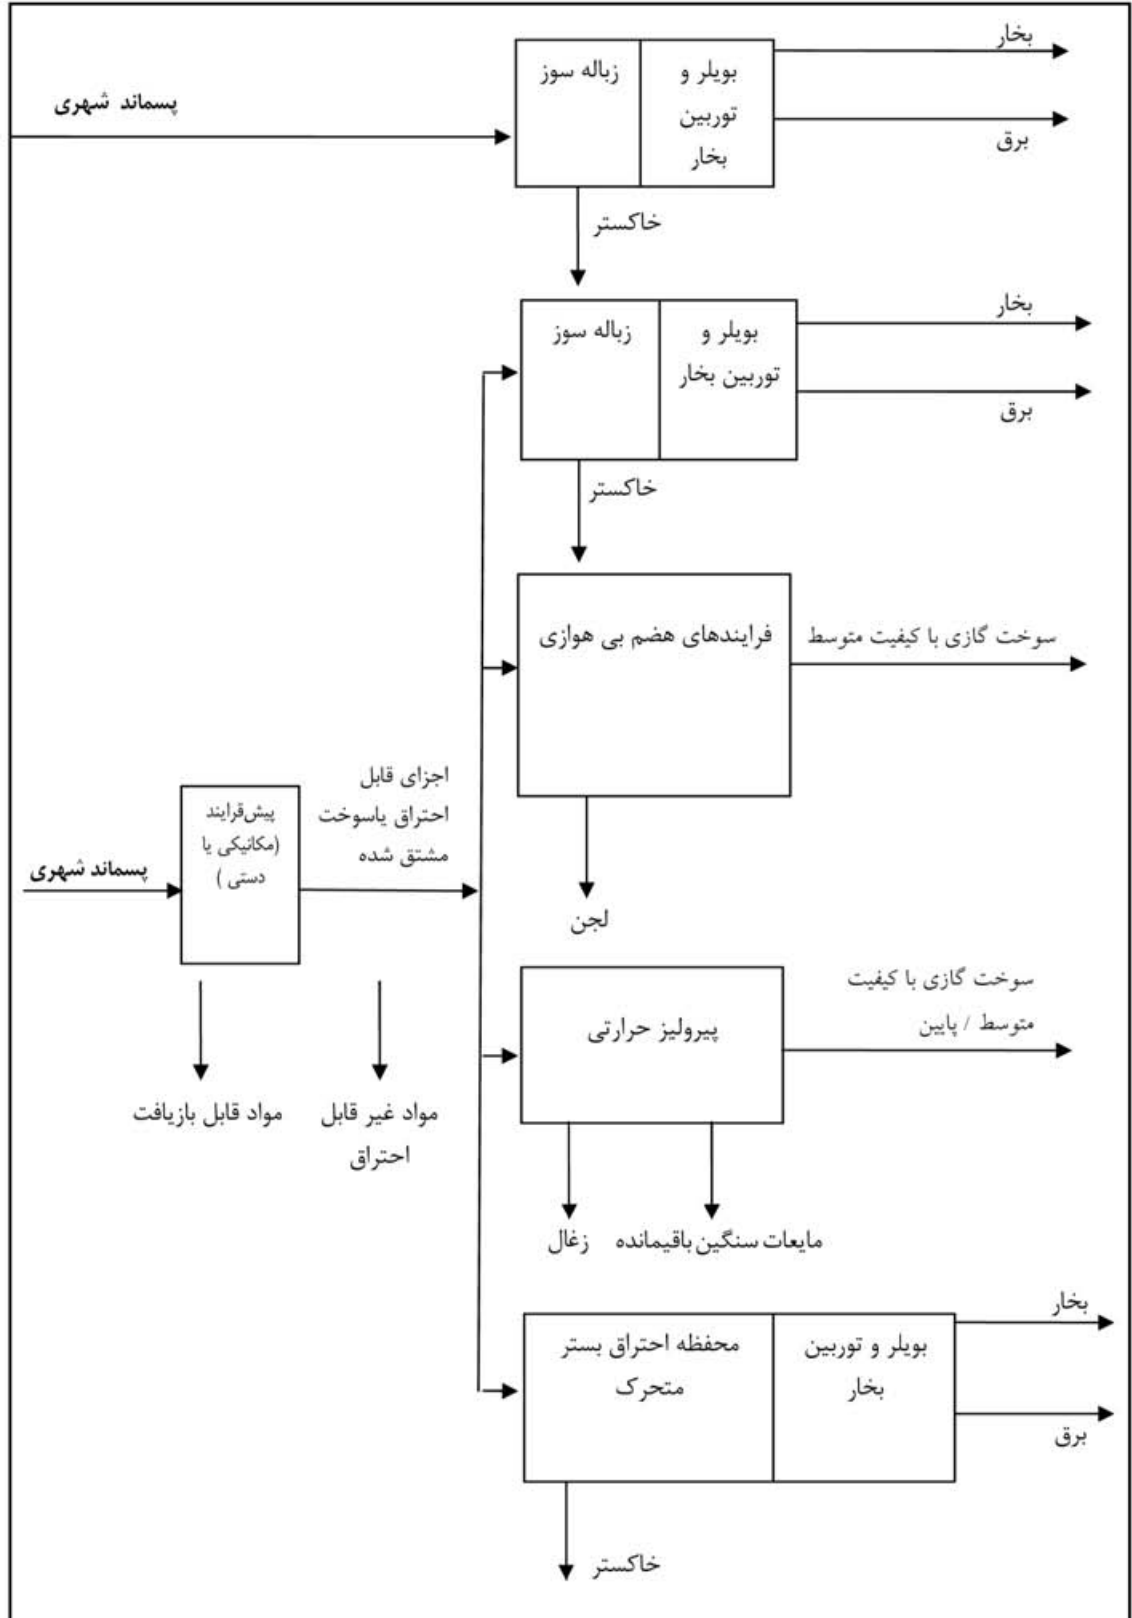 بخار
زباله سوز
بویلر و
توربین
بخار
پسماند شهری
برق
خاکستر
بخار
زباله سوز
بویلر و
توربین بخار
برق
خاکستر
فرایندهای هضم بی هوازی
سوخت گازی با کیفیت متوسط
اجزای قابل
احتراق یاسوخت
مشتق شده
پیش‌قرایند
(مکانیکی یا
دستی )
پسماند شهری
لجن
سوخت گازی با کیفیت
متوسط / پایین
پیرولیز حرارتی
مواد قابل بازیافت
مواد غیر قابل
احتراق
زغال
مایعات سنگین باقیمانده
بخار
محفظه احتراق بستر
متحرک
بویلر و توربین
بخار
برق
خاکستر